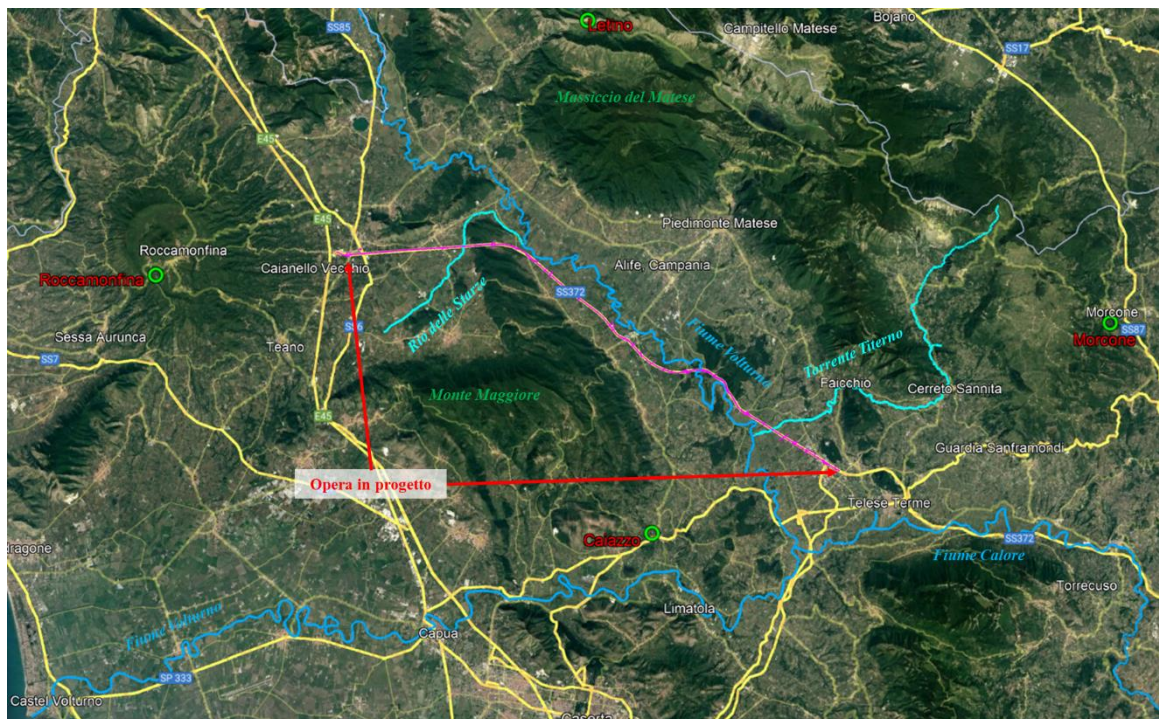 SS85
Letino
Campitello Matese
Bojano
SS17
Massiccio del Matese
E45
E45
Roccamonfina
Roccamonfina
Caianello Vecchio
Piedimonte Matese
Alife, Campania
SS372
Rio delle Starze
Fiume Volturno
Torrente Titerno
Morcone
Morcone
SS87
Sessa Aurunca
SS7
Teano
SS6
Faicchio
Cerreto Sannita
Monte Maggiore
E45
Guardia Sanframondi
Opera in progetto
Telese Terme
Caiazzo
SS372
Fiume Calore
dragone
Torrecuso
Limatola
Fiume Volturno
Capua
SP 333
Castel Volturno
Caserta